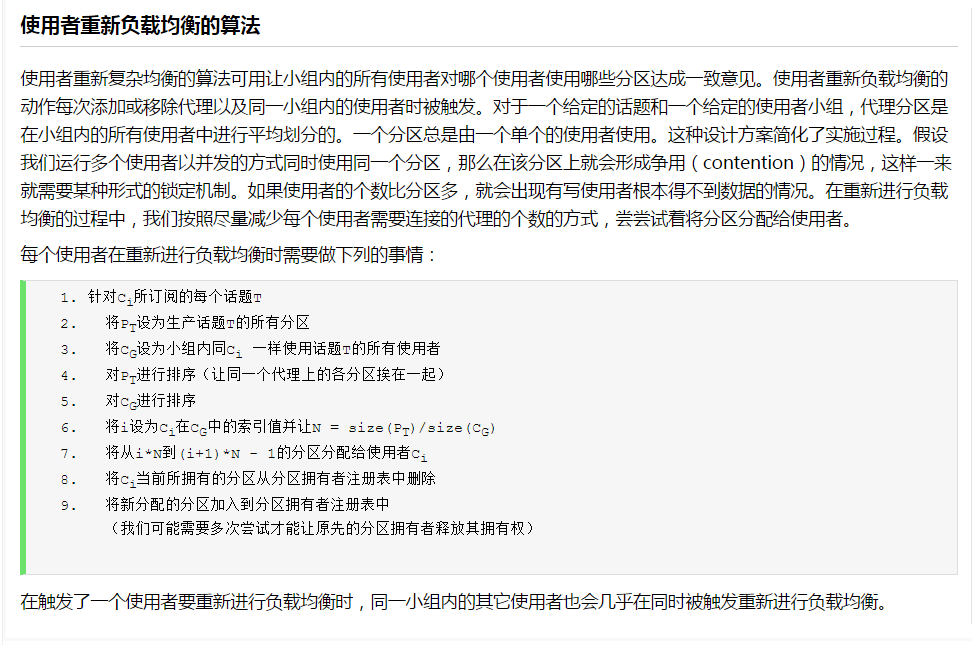 使用者重新负载均衡的算法
使用者重新复杂均衡的算法可用让小组内的所有使用者对哪个使用者使用哪些分区达成一致意见。使用者重新负载均衡的
动作每次添加或移除代理以及同一小组内的使用者时被触发。对于一个给定的话题和一个给定的使用者小组，代理分区是
在小组内的所有使用者中进行平均划分的。一个分区总是由一个单个的使用者使用。这种设计方案简化了实施过程。假设
我们运行多个使用者以并发的方式同时使用同一个分区，那么在该分区上就会形成争用（contention）的情况，这样一来
就需要某种形式的锁定机制。如果使用者的个数比分区多，就会出现有写使用者根本得不到数据的情况。在重新进行负载
均衡的过程中，我们按照尽量减少每个使用者需要连接的代理的个数的方式，尝尝试着将分区分配给使用者。
每个使用者在重新进行负载均衡时需要做下列的事情：
1. 针对Ci所订阅的每个话题T
2. 将PT设为生产话题T的所有分区
3. 将CG设为小组内同Ci 一样使用话题T的所有使用者
4. 对PT进行排序（让同一个代理上的各分区挨在一起）
5. 对CG进行排序
6. 将i设为Ci在CG中的索引值并让N = size(PT)/size(CG)
7. 将从i*N到(i+1)*N - 1的分区分配给使用者Ci
8. 将Ci当前所拥有的分区从分区拥有者注册表中删除
9. 将新分配的分区加入到分区拥有者注册表中
（我们可能需要多次尝试才能让原先的分区拥有者释放其拥有权）
在触发了一个使用者要重新进行负载均衡时，同一小组内的其它使用者也会几乎在同时被触发重新进行负载均衡。